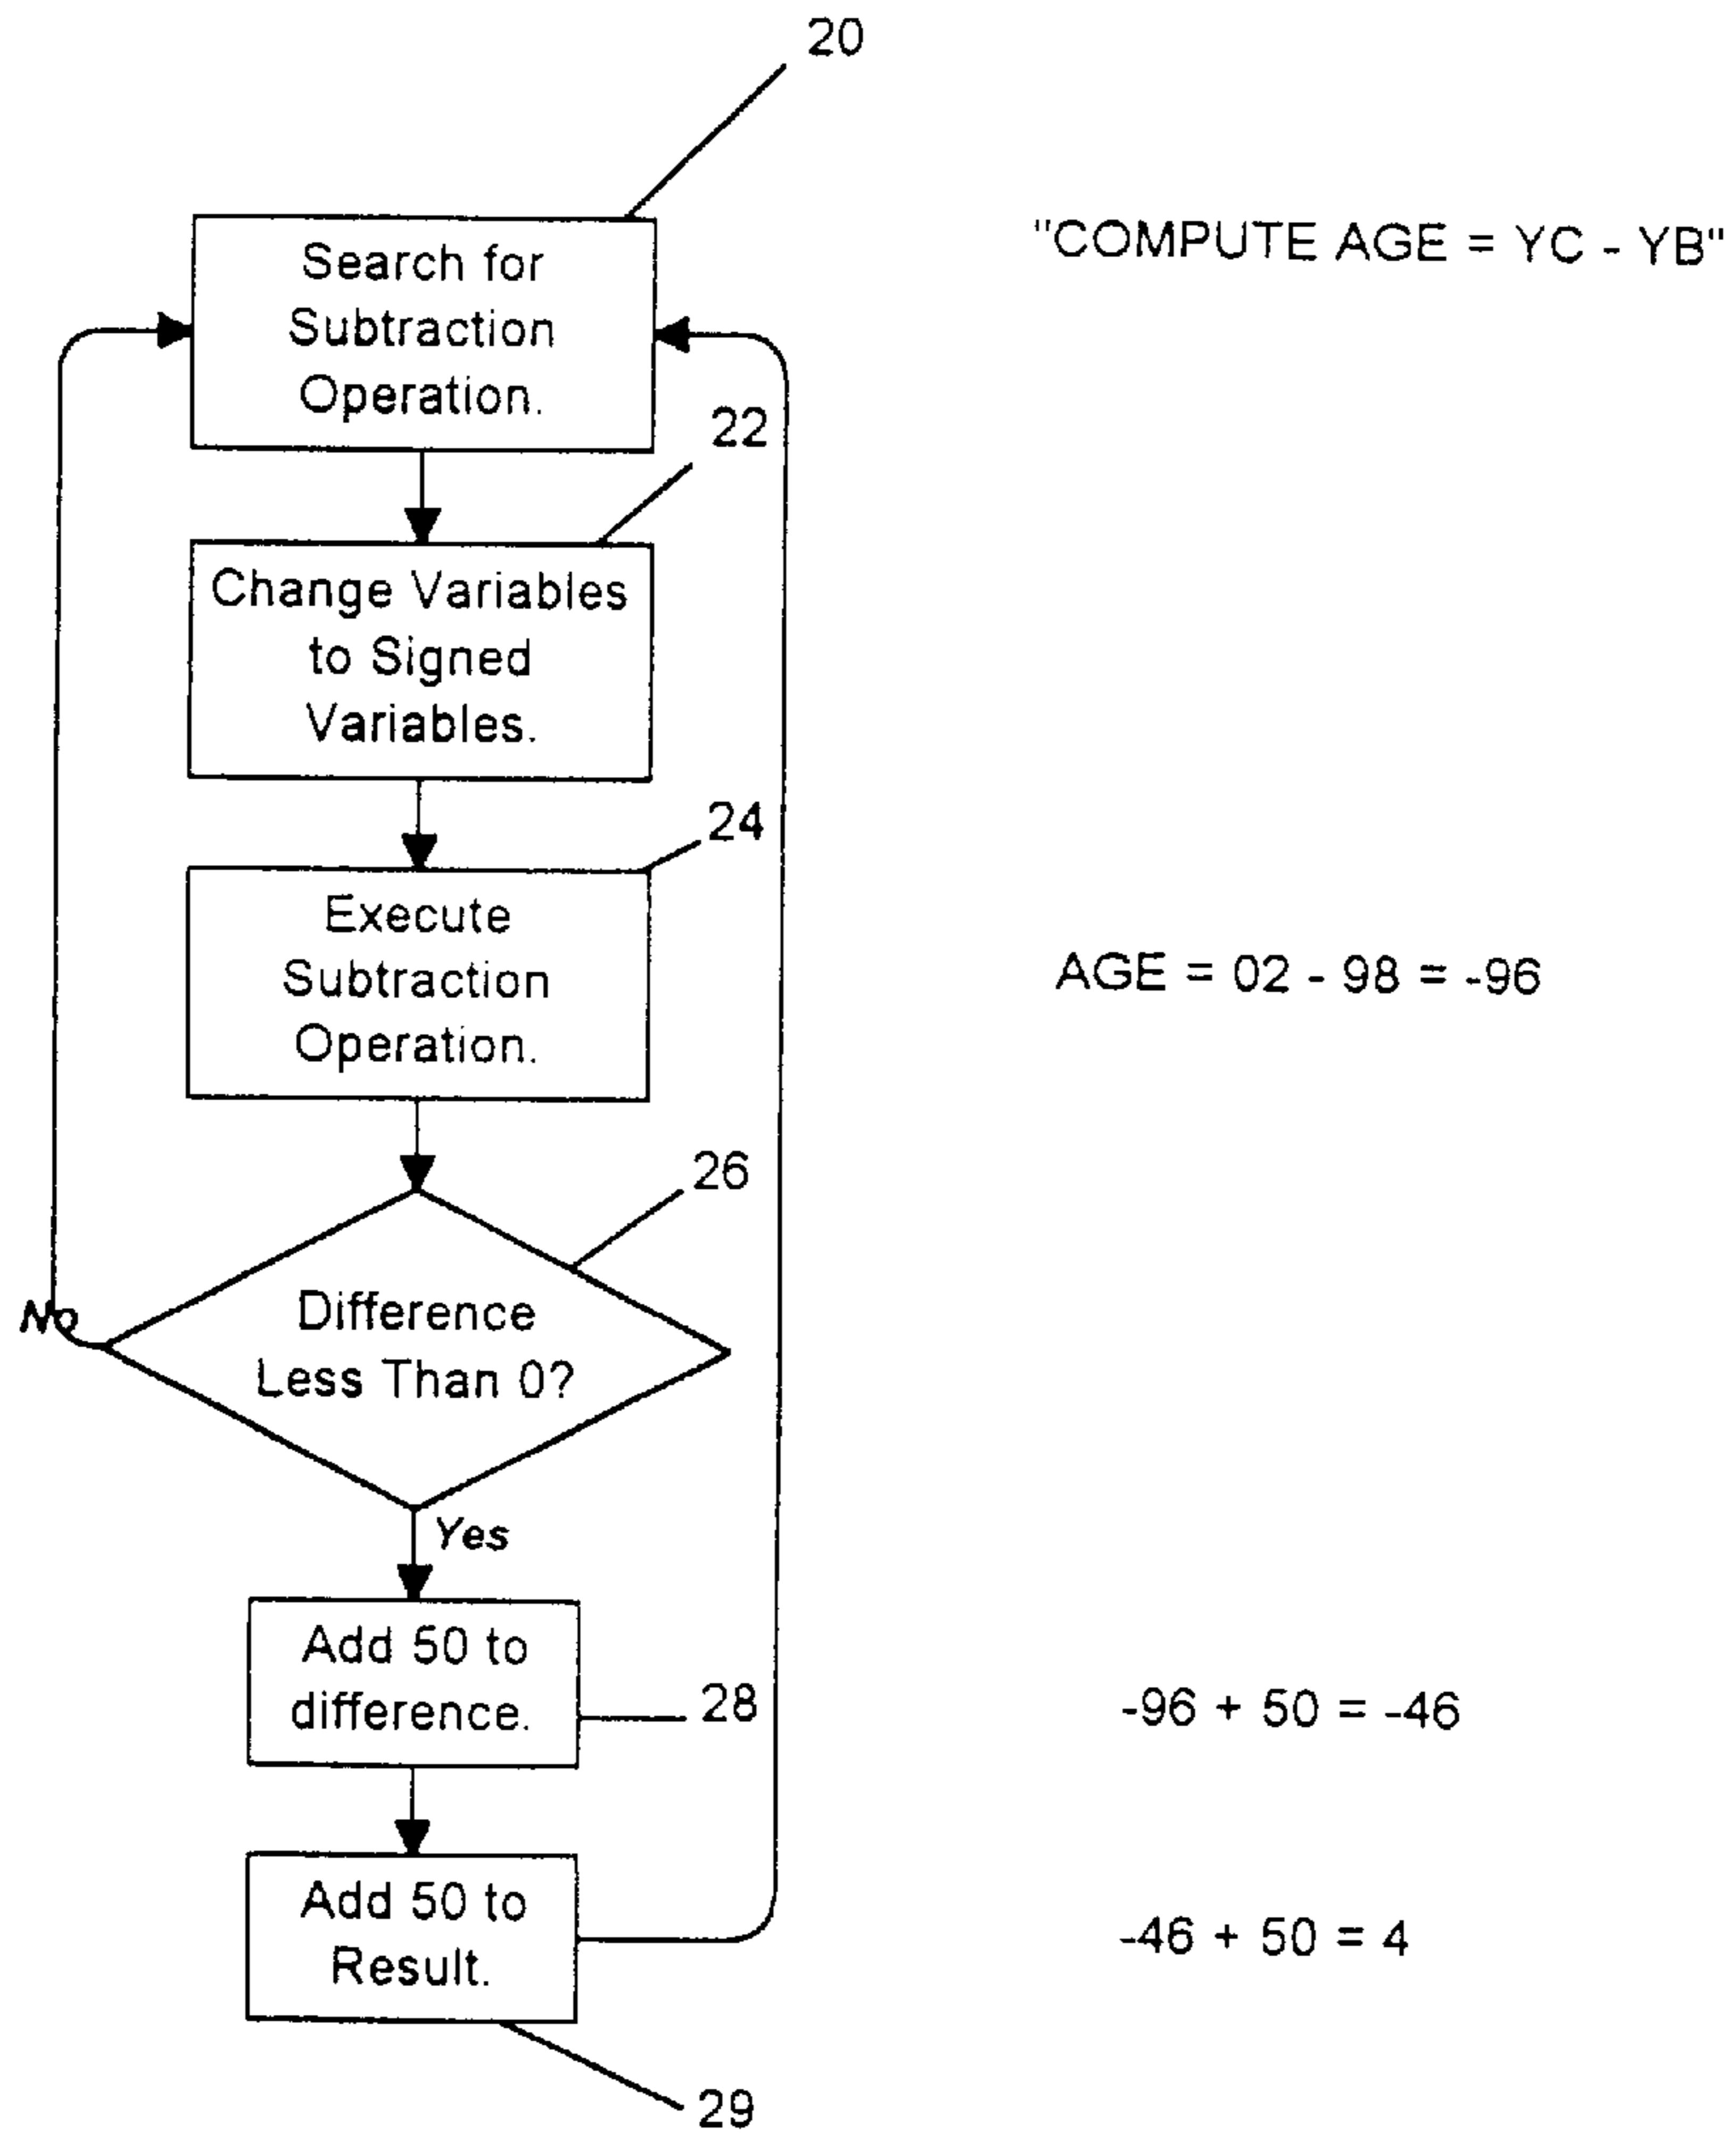 20
"COMPUTE AGE = YC - YB"
Search for
Subtraction
Operation.
22
Change Variables
to Signed
Variables.
24
Execute
Subtraction
Operation.
AGE = 02 - 98 = -96
26
Difference
Less Than 0?
No
Yes
Add 50 to
difference.
28
-96 + 50 = -46
Add 50 to
Result.
-46 + 50 = 4
29